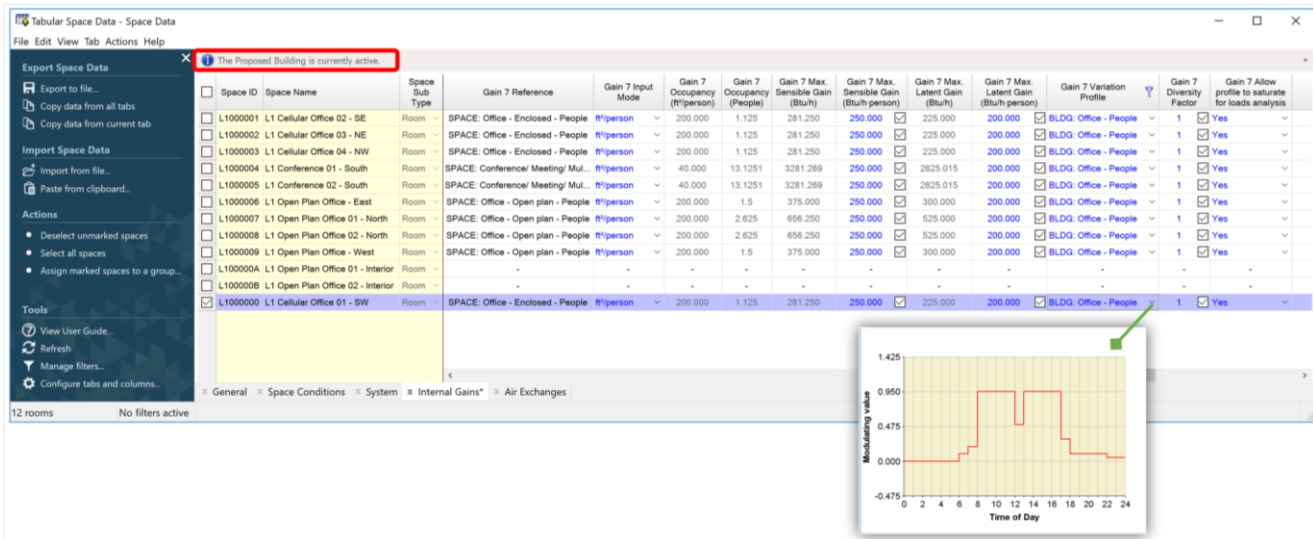 Tabular Space Data - Space Data
File Edit View Tab Actions Help
Export Space Data
Export to file...
Copy data from all tabs
Copy data from current tab
Import Space Data
Import from file...
Paste from clipboard...
Actions
Deselect unmarked spaces
Select all spaces
Assign marked spaces to a group...
Tools
View User Guide...
Refresh
Manage filters...
Configure tabs and columns...
12 rooms No filters active
The Proposed Building is currently active.
Space ID Space Name Space Sub Type Gain 7 Reference Gain 7 Input Mode Gain 7 Occupancy (ft²/person) Gain 7 Occupancy (People) Gain 7 Max. Sensible Gain (Btu/h) Gain 7 Max. Sensible Gain (Btu/h·person) Gain 7 Max. Latent Gain (Btu/h) Gain 7 Max. Latent Gain (Btu/h·person) Gain 7 Variation Profile Gain 7 Diversity Factor Gain 7 Allow profile to saturate for loads analysis
L1000001 L1 Cellular Office 02 - SE Room SPACE: Office - Enclosed - People ft²/person 200.000 1.125 281.250 250.000 225.000 200.000 BLDG: Office - People 1 Yes
L1000002 L1 Cellular Office 03 - NE Room SPACE: Office - Enclosed - People ft²/person 200.000 1.125 281.250 250.000 225.000 200.000 BLDG: Office - People 1 Yes
L1000003 L1 Cellular Office 04 - NW Room SPACE: Office - Enclosed - People ft²/person 200.000 1.125 281.250 250.000 225.000 200.000 BLDG: Office - People 1 Yes
L1000004 L1 Conference 01 - South Room SPACE: Conference/ Meeting/ Mul... ft²/person 40.000 13.1251 3281.269 250.000 2625.015 200.000 BLDG: Office - People 1 Yes
L1000005 L1 Conference 02 - South Room SPACE: Conference/ Meeting/ Mul... ft²/person 40.000 13.1251 3281.269 250.000 2625.015 200.000 BLDG: Office - People 1 Yes
L1000006 L1 Open Plan Office - East Room SPACE: Office - Open plan - People ft²/person 200.000 1.5 375.000 250.000 300.000 200.000 BLDG: Office - People 1 Yes
L1000007 L1 Open Plan Office 01 - North Room SPACE: Office - Open plan - People ft²/person 200.000 2.625 656.250 250.000 525.000 200.000 BLDG: Office - People 1 Yes
L1000008 L1 Open Plan Office 02 - North Room SPACE: Office - Open plan - People ft²/person 200.000 2.625 656.250 250.000 525.000 200.000 BLDG: Office - People 1 Yes
L1000009 L1 Open Plan Office - West Room SPACE: Office - Open plan - People ft²/person 200.000 1.5 375.000 250.000 300.000 200.000 BLDG: Office - People 1 Yes
L100000A L1 Open Plan Office 01 - Interior Room - - - - - - - - - - -
L100000B L1 Open Plan Office 02 - Interior Room - - - - - - - - - - -
L1000000 L1 Cellular Office 01 - SW Room SPACE: Office - Enclosed - People ft²/person 200.000 1.125 281.250 250.000 225.000 200.000 BLDG: Office - People 1 Yes
General Space Conditions System Internal Gains* Air Exchanges
Modulating value
1.425
0.950
0.475
0.000
-0.475
0 2 4 6 8 10 12 14 16 18 20 22 24
Time of Day